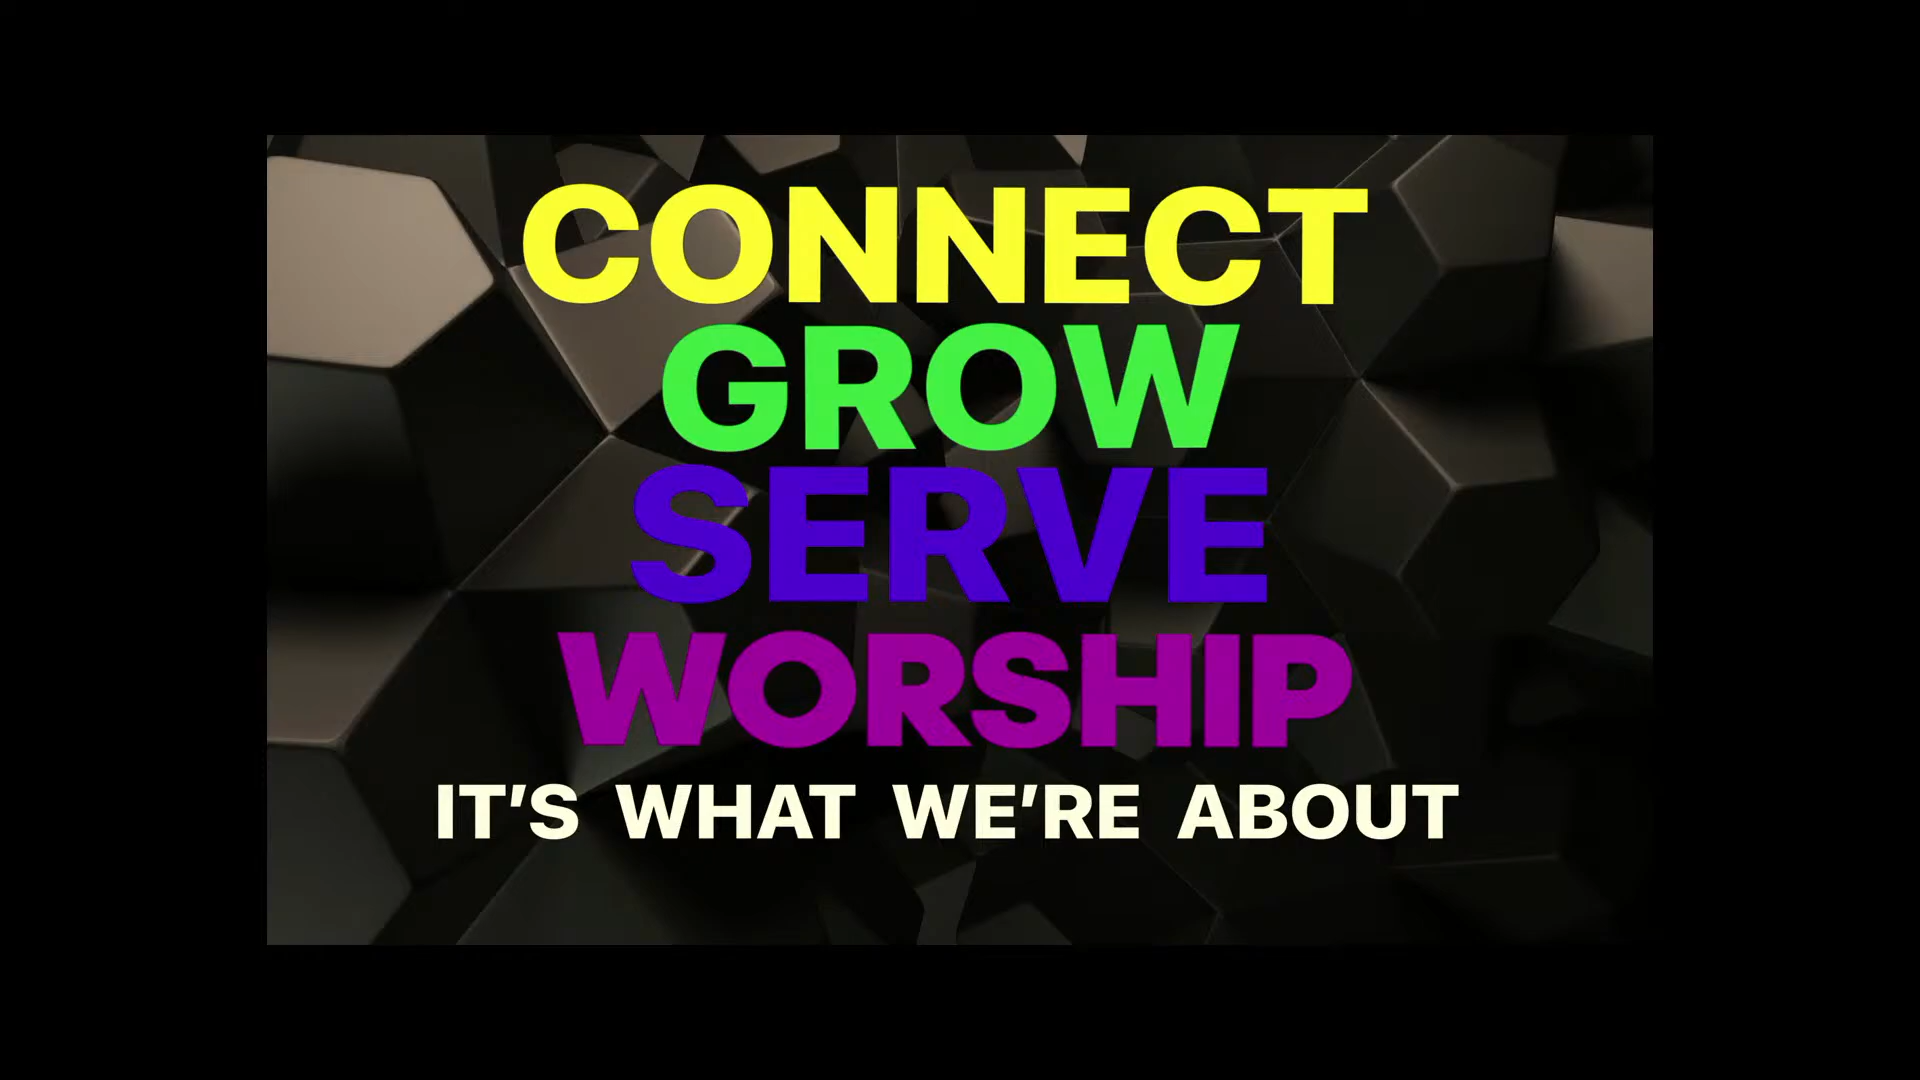 CONNECT
GROW
SERVE
WORSHIP
IT’S WHAT WE’RE ABOUT